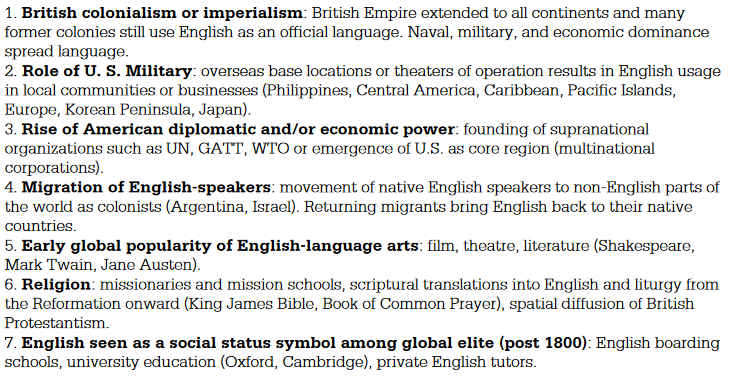 1. British colonialism or imperialism: British Empire extended to all continents and many
former colonies still use English as an official language. Naval, military, and economic dominance
spread language.
2. Role of U. S. Military: overseas base locations or theaters of operation results in English usage
in local communities or businesses (Philippines, Central America, Caribbean, Pacific Islands,
Europe, Korean Peninsula, Japan).
3. Rise of American diplomatic and/or economic power: founding of supranational
organizations such as UN, GATT, WTO or emergence of U.S. as core region (multinational
corporations).
4. Migration of English-speakers: movement of native English speakers to non-English parts of
the world as colonists (Argentina, Israel). Returning migrants bring English back to their native
countries.
5. Early global popularity of English-language arts: film, theatre, literature (Shakespeare,
Mark Twain, Jane Austen).
6. Religion: missionaries and mission schools, scriptural translations into English and liturgy from
the Reformation onward (King James Bible, Book of Common Prayer), spatial diffusion of British
Protestantism.
7. English seen as a social status symbol among global elite (post 1800): English boarding
schools, university education (Oxford, Cambridge), private English tutors.